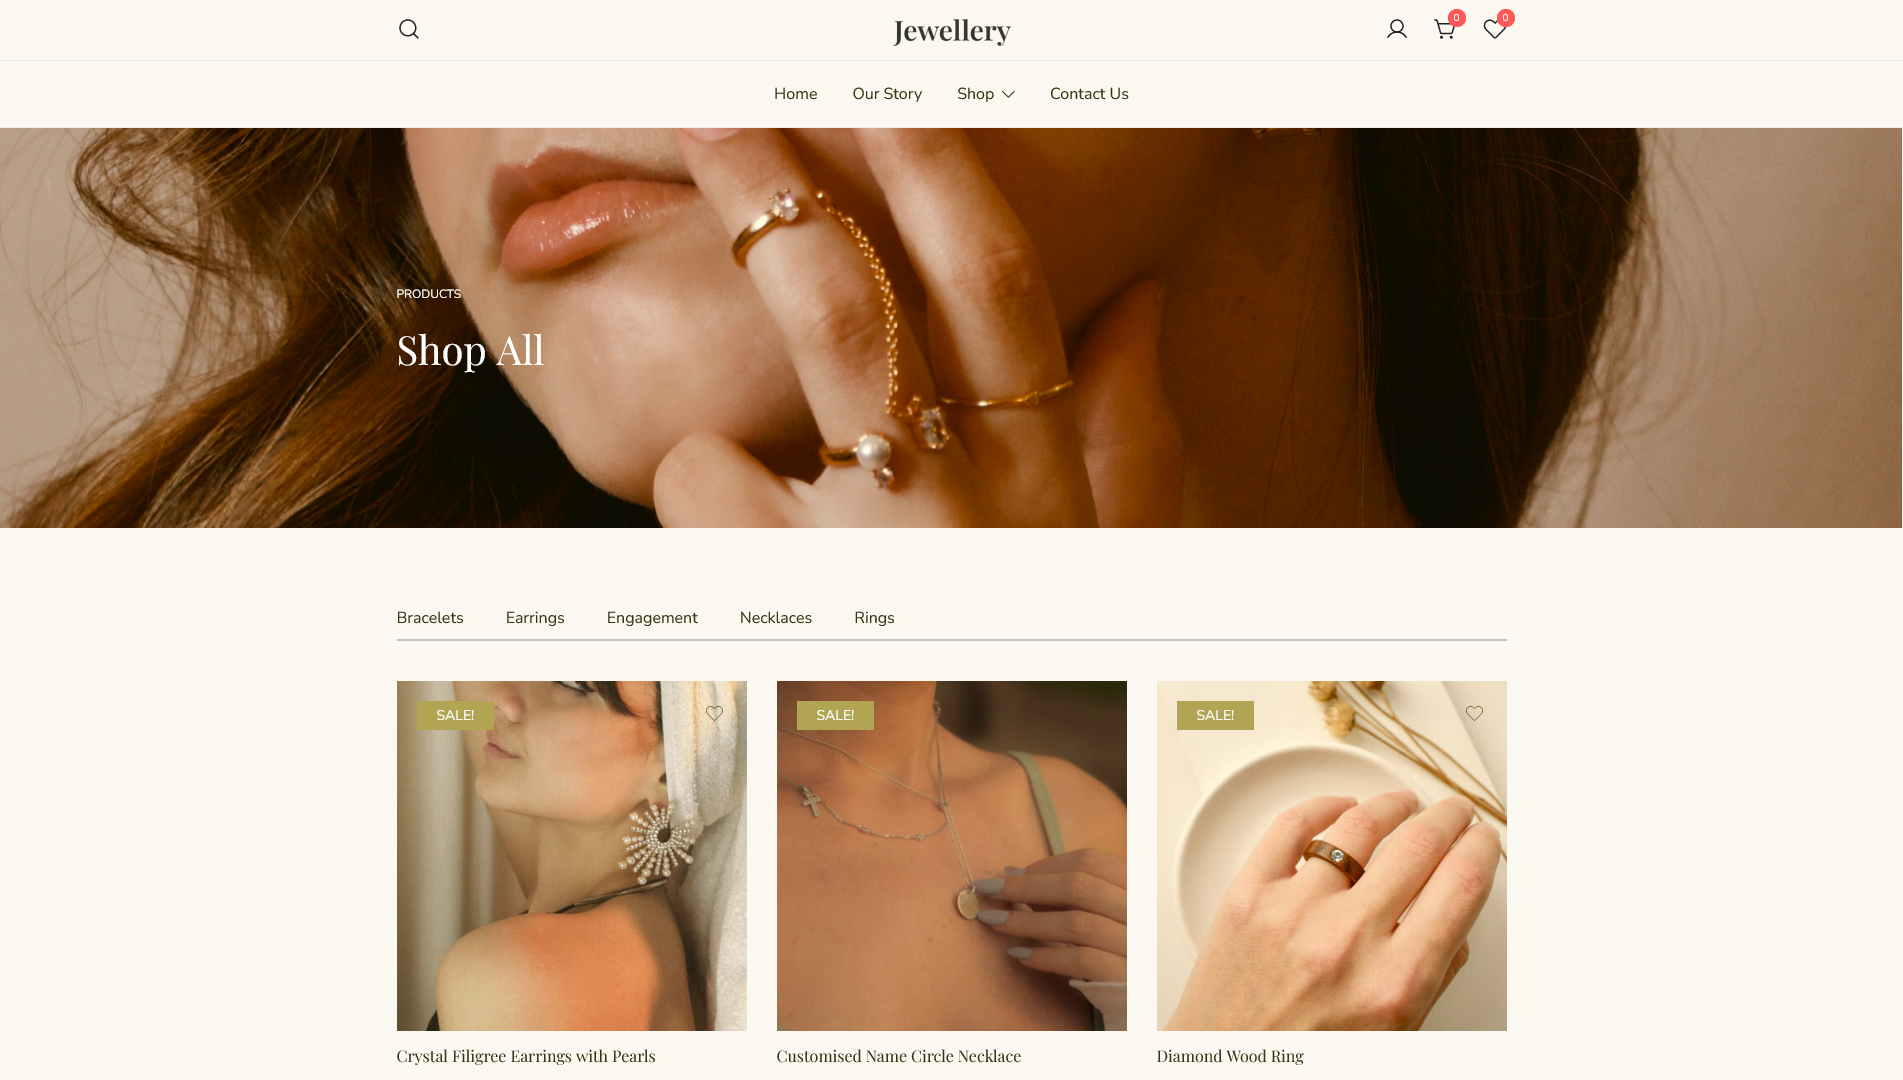 Jewellery
0
0
Home Our Story Shop Contact Us
PRODUCTS
Shop All
Bracelets Earrings Engagement Necklaces Rings
SALE! SALE! SALE!
Crystal Filigree Earrings with Pearls Customised Name Circle Necklace Diamond Wood Ring